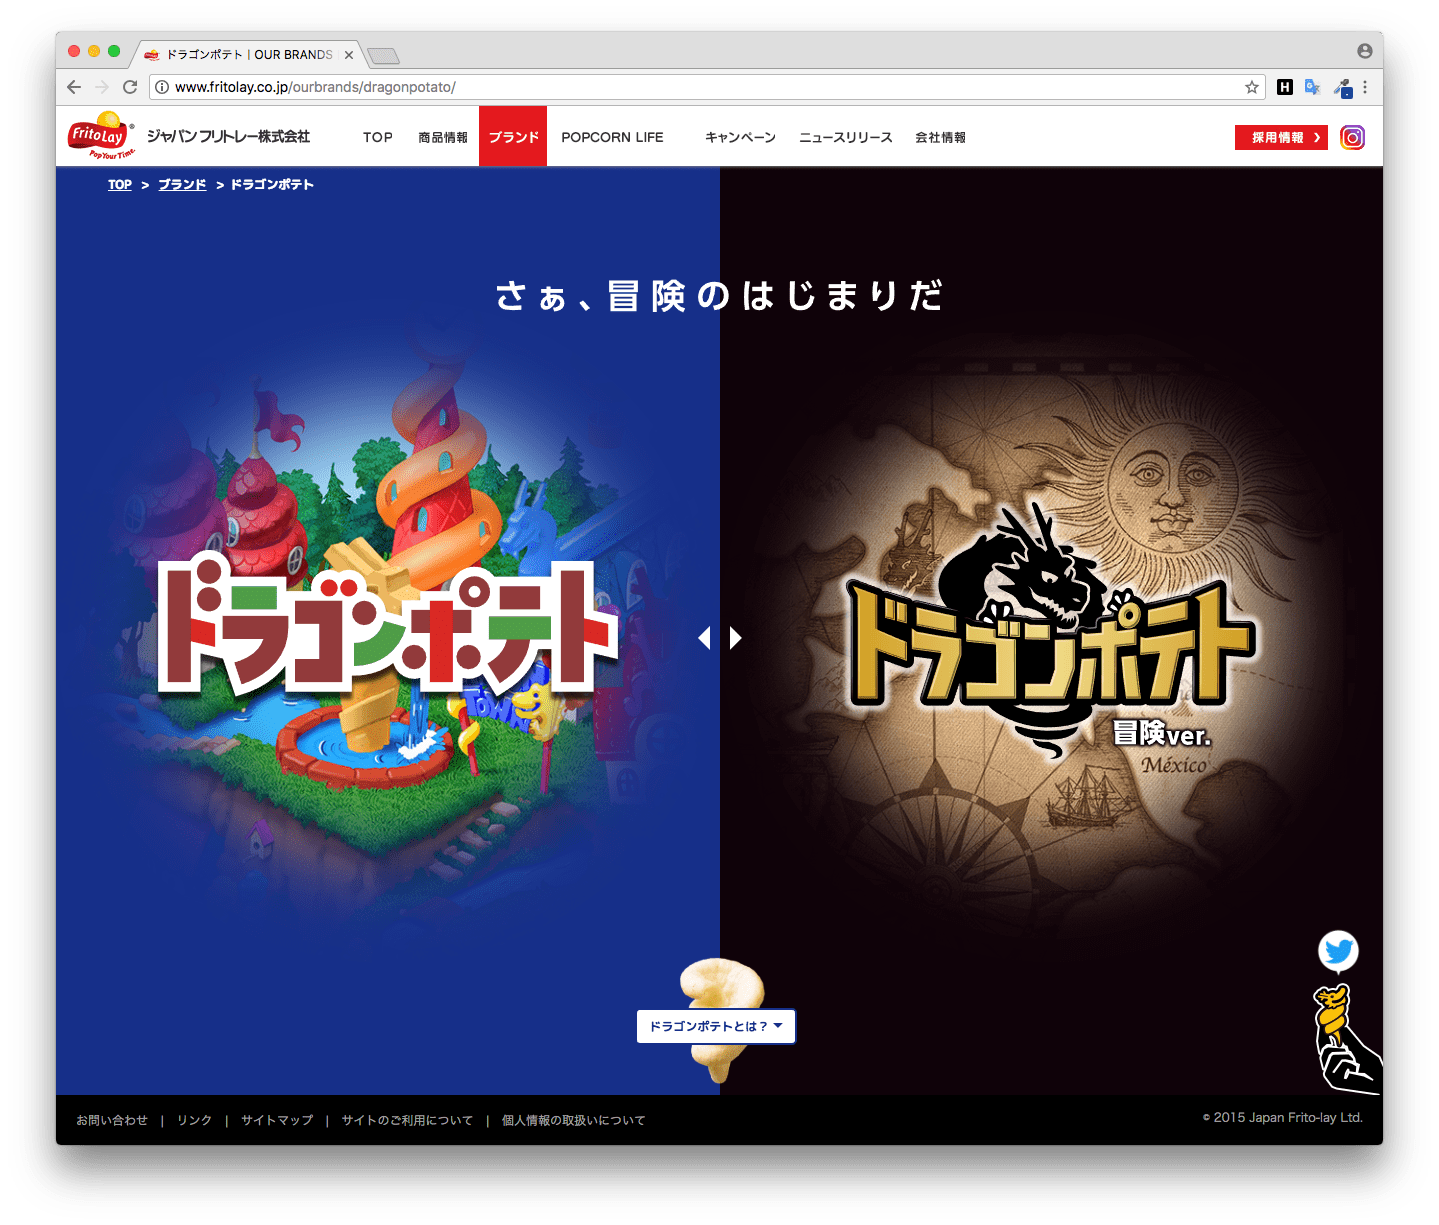 ドラゴンポテト | OUR BRANDS
www.fritolay.co.jp/ourbrands/dragonpotato/
Frito Lay
Pop Your Time.
ジャパン フリトレー株式会社
TOP 商品情報 ブランド POPCORN LIFE キャンペーン ニュースリリース 会社情報
採用情報
TOP > ブランド > ドラゴンポテト
さぁ、冒険のはじまりだ
ドラゴンポテト
TOWN
ドラゴンポテト
冒険ver.
México
ドラゴンポテトとは？
お問い合わせ | リンク | サイトマップ | サイトのご利用について | 個人情報の取扱いについて
© 2015 Japan Frito-lay Ltd.